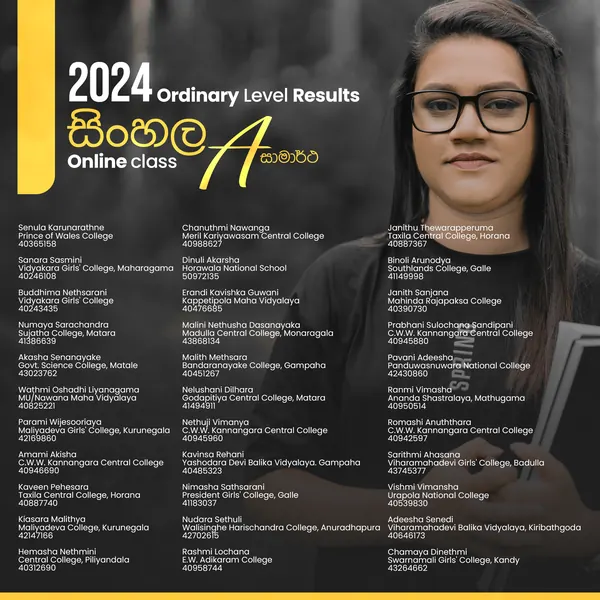 2024 Ordinary Level Results
සිංහල
Online class
A සාමාර්ථ
Senula Karunarathne
Prince of Wales College
40365158
Sanara Sasmini
Vidyakara Girls' College, Maharagama
40246108
Buddhima Nethsarani
Vidyakara Girls' College
40243435
Numaya Sarachandra
Sujatha College, Matara
41386639
Akasha Senanayake
Govt. Science College, Matale
43023762
Wathmi Oshadhi Liyanagama
MU/Nawana Maha Vidyalaya
40825221
Parami Wijesooriaya
Maliyadeva Girls' College, Kurunegala
42169860
Amami Akisha
C.W.W. Kannangara Central College
40946690
Kaveen Pehesara
Taxila Central College, Horana
40887740
Kiasara Malithya
Maliyadeva College, Kurunegala
42147166
Hemasha Nethmini
Central College, Piliyandala
40312690
Chanuthmi Nawanga
Meril Kariyawasam Central College
40988627
Dinuli Akarsha
Horawala National School
50972135
Erandi Kavishka Guwani
Kappetipola Maha Vidyalaya
40476685
Malini Nethusha Dasanayaka
Madulla Central College, Monaragala
43868134
Malith Methsara
Bandaranayake College, Gampaha
40451267
Nelushani Dilhara
Godapitiya Central College, Matara
41494911
Nethuji Vimanya
C.W.W. Kannangara Central College
40945960
Kavinsa Rehani
Yashodara Devi Balika Vidyalaya. Gampaha
40485323
Nimasha Sathsarani
President Girls' College, Galle
41183037
Nudara Sethuli
Walisinghe Harischandra College, Anuradhapura
42702615
Rashmi Lochana
E.W. Adikaram College
40958744
Janithu Thewarapperuma
Taxila Central College, Horana
40887367
Binoli Arunodya
Southlands College, Galle
41149998
Janith Sanjana
Mahinda Rajapaksa College
40390730
Prabhani Sulochana Sandipani
C.W.W. Kannangara Central College
40945880
Pavani Adeesha
Panduwasnuwara National College
42430860
Ranmi Vimasha
Ananda Shastralaya, Mathugama
40950514
Romashi Anuththara
C.W.W. Kannangara Central College
40942597
Sarithmi Ahasana
Viharamahadevi Girls' College, Badulla
43745377
Vishmi Vimansha
Urapola National College
40539830
Adeesha Senedi
Viharamahadevi Balika Vidyalaya, Kiribathgoda
40646173
Chamaya Dinethmi
Swarnamali Girls' College, Kandy
43264662
SPRING